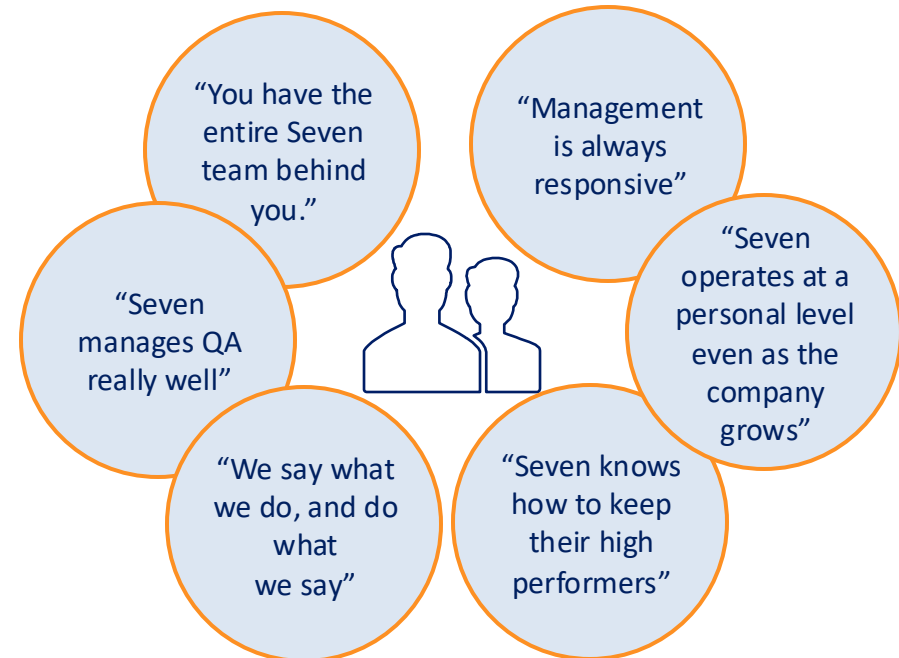 “You have the
entire Seven
team behind
you.”
“Management
is always
responsive”
“Seven
operates at a
personal level
even as the
company
grows”
“Seven knows
how to keep
their high
performers”
“We say what
we do, and do
what
we say”
“Seven
manages QA
really well”